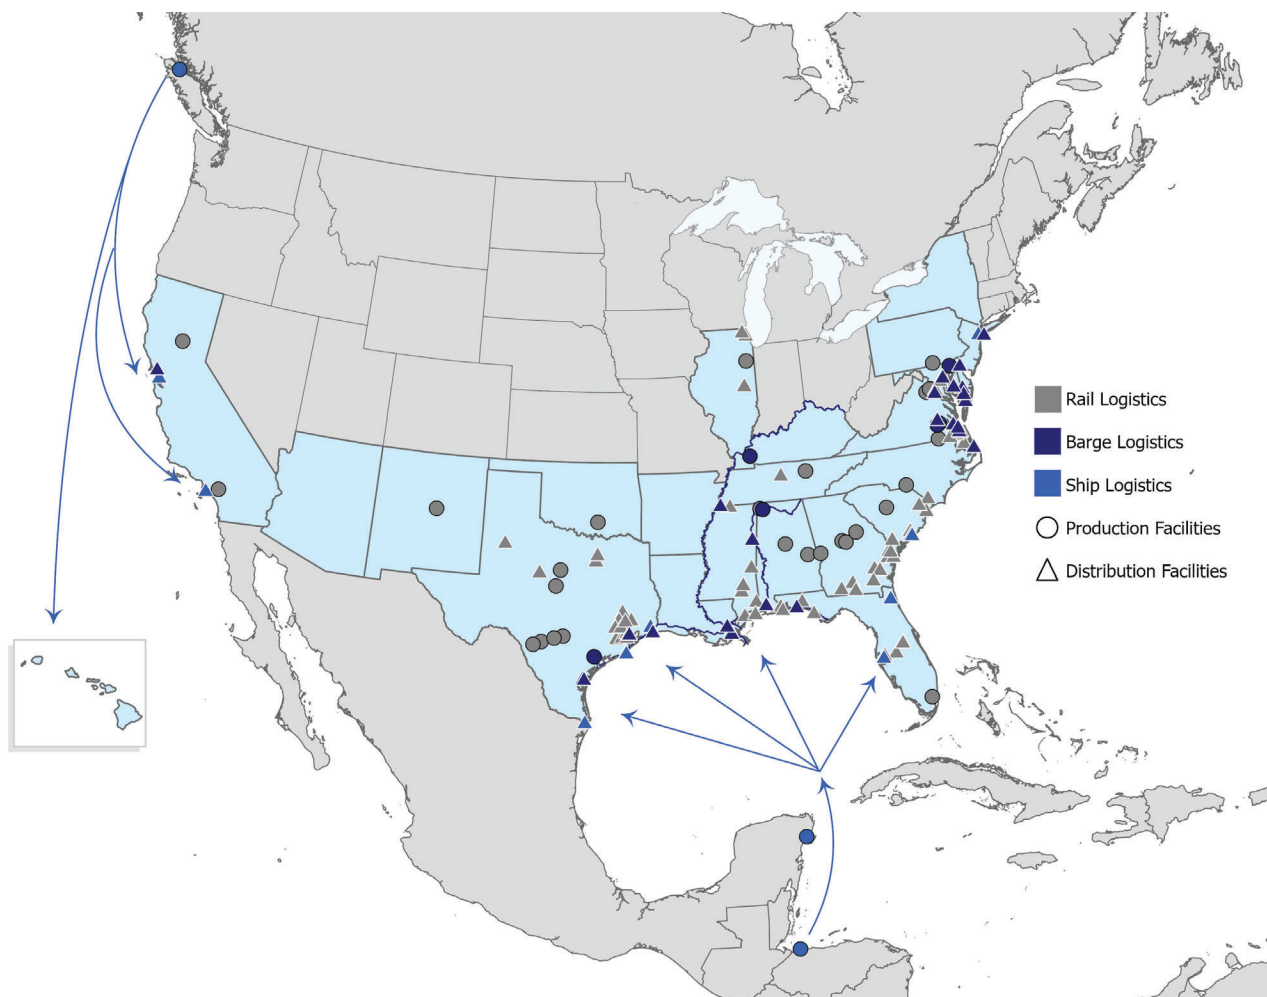 Rail Logistics
Barge Logistics
Ship Logistics
Production Facilities
Distribution Facilities